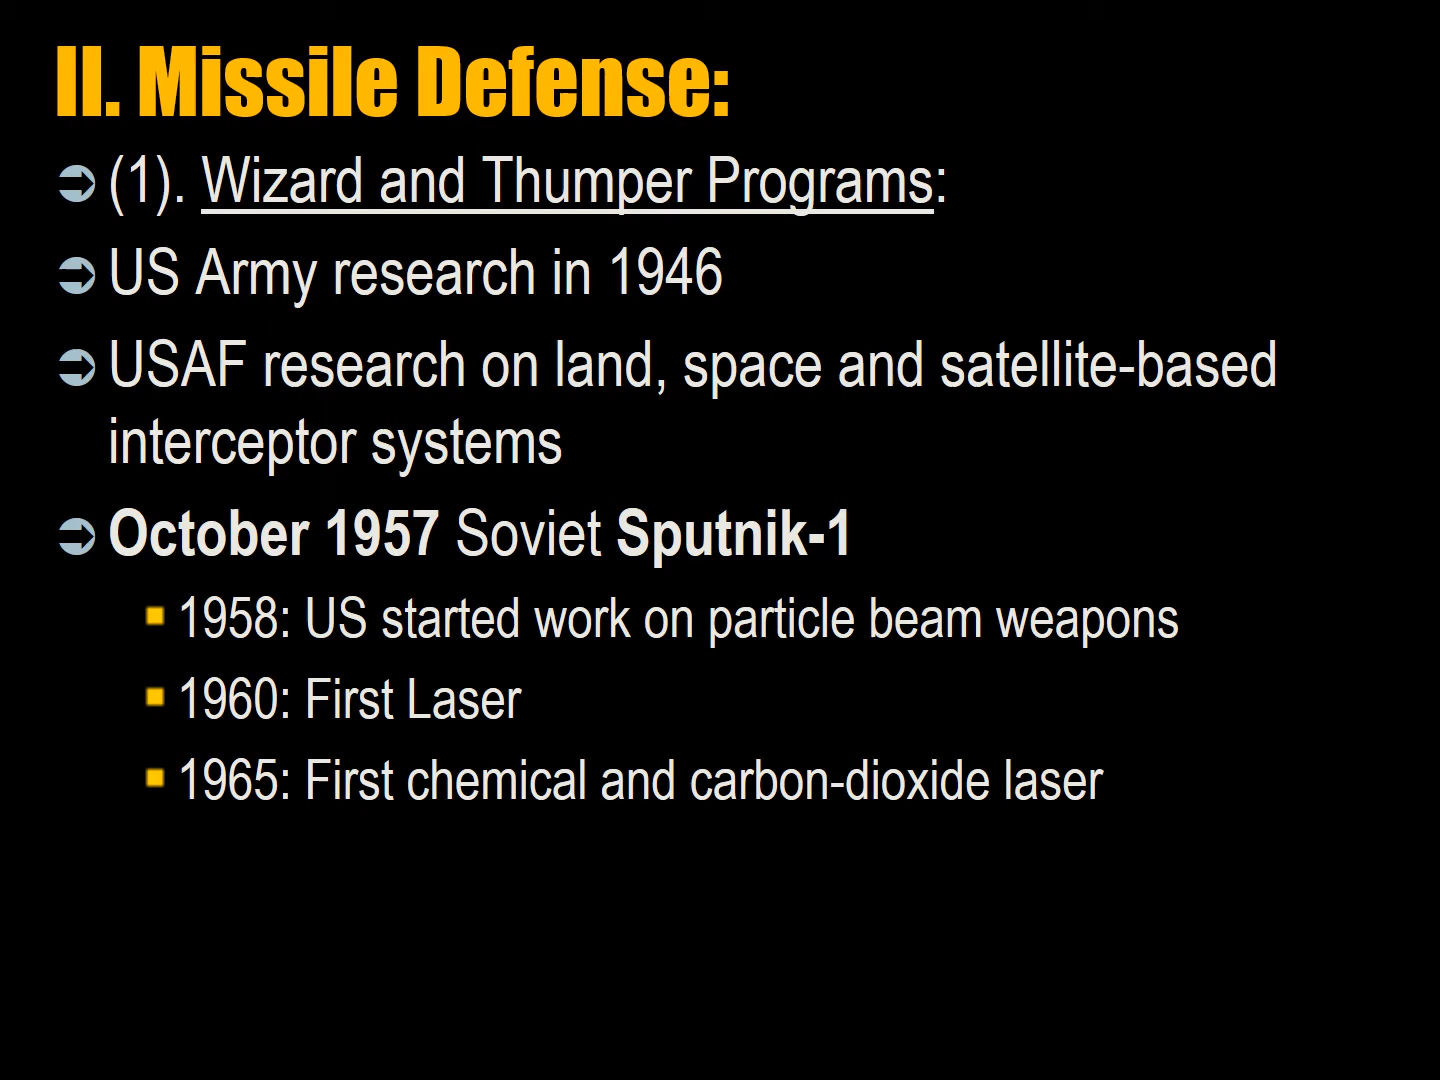 II. Missile Defense:
(1). Wizard and Thumper Programs:
US Army research in 1946
USAF research on land, space and satellite-based
interceptor systems
October 1957 Soviet Sputnik-1
1958: US started work on particle beam weapons
1960: First Laser
1965: First chemical and carbon-dioxide laser